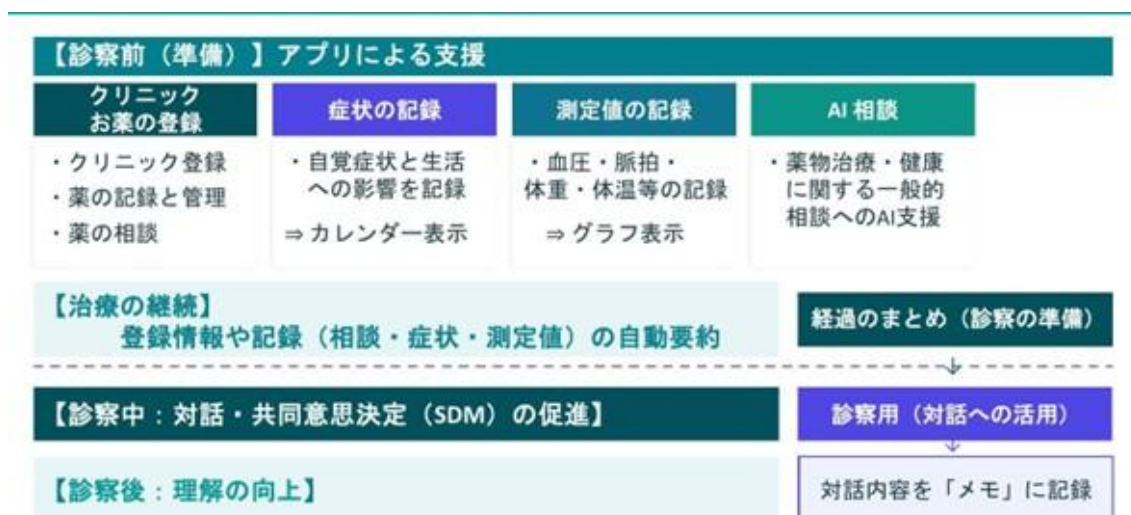 【診察前（準備）】アプリによる支援
クリニック
お薬の登録
・クリニック登録
・薬の記録と管理
・薬の相談
症状の記録
・自覚症状と生活
への影響を記録
⇒ カレンダー表示
測定値の記録
・血圧・脈拍・
体重・体温等の記録
⇒ グラフ表示
AI 相談
・薬物治療・健康
に関する一般的
相談へのAI支援
【治療の継続】
登録情報や記録（相談・症状・測定値）の自動要約
経過のまとめ（診察の準備）
【診察中：対話・共同意思決定（SDM）の促進】
診察用（対話への活用）
【診察後：理解の向上】
対話内容を「メモ」に記録